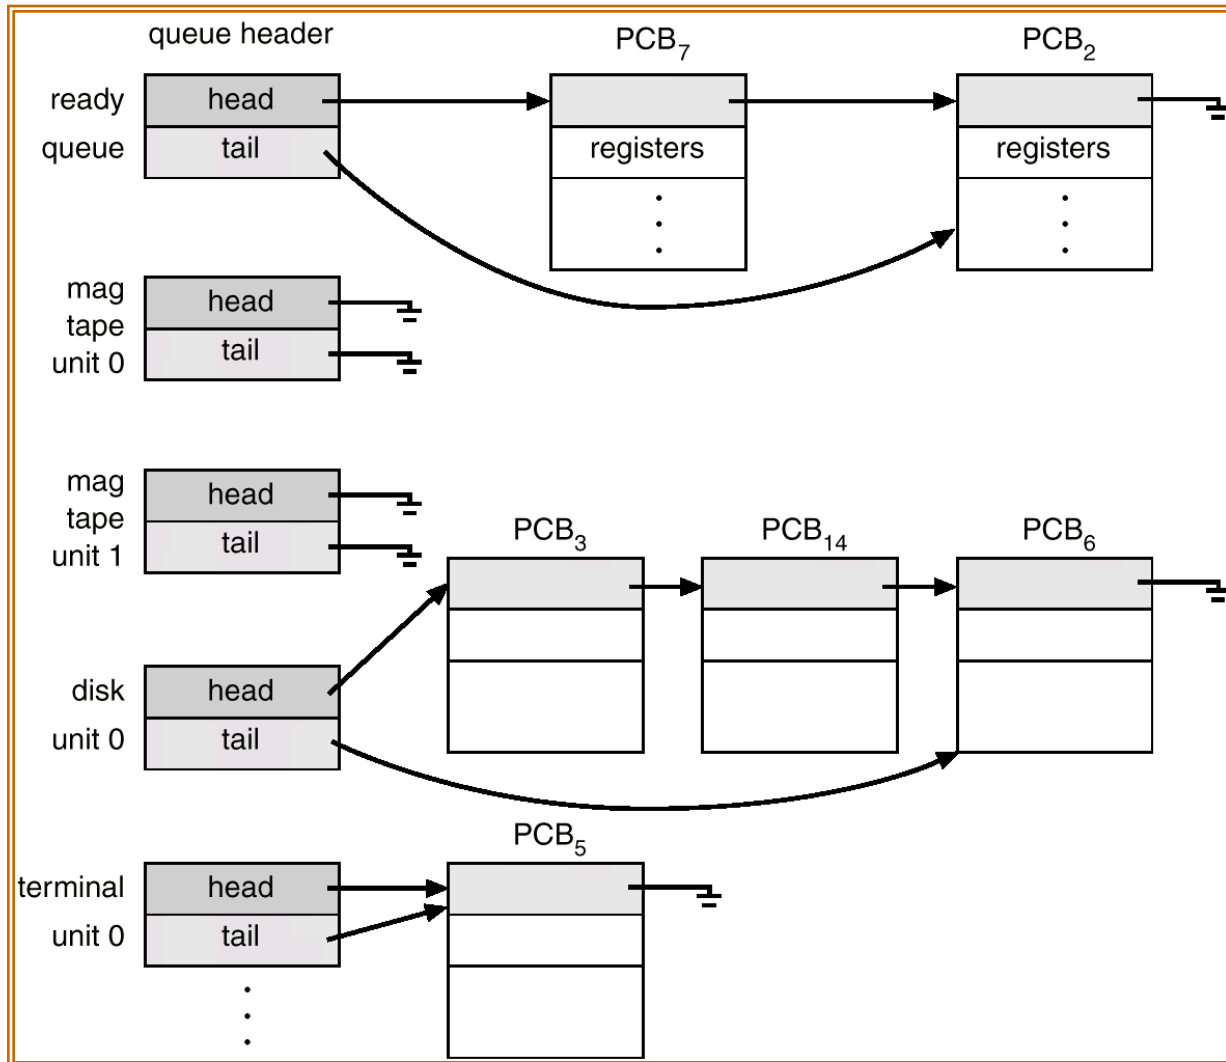 queue header
PCB7
PCB2
ready
head
queue
tail
registers
registers
mag
tape
unit 0
head
tail
mag
tape
unit 1
head
tail
PCB3
PCB14
PCB6
disk
head
unit 0
tail
PCB5
terminal
head
unit 0
tail